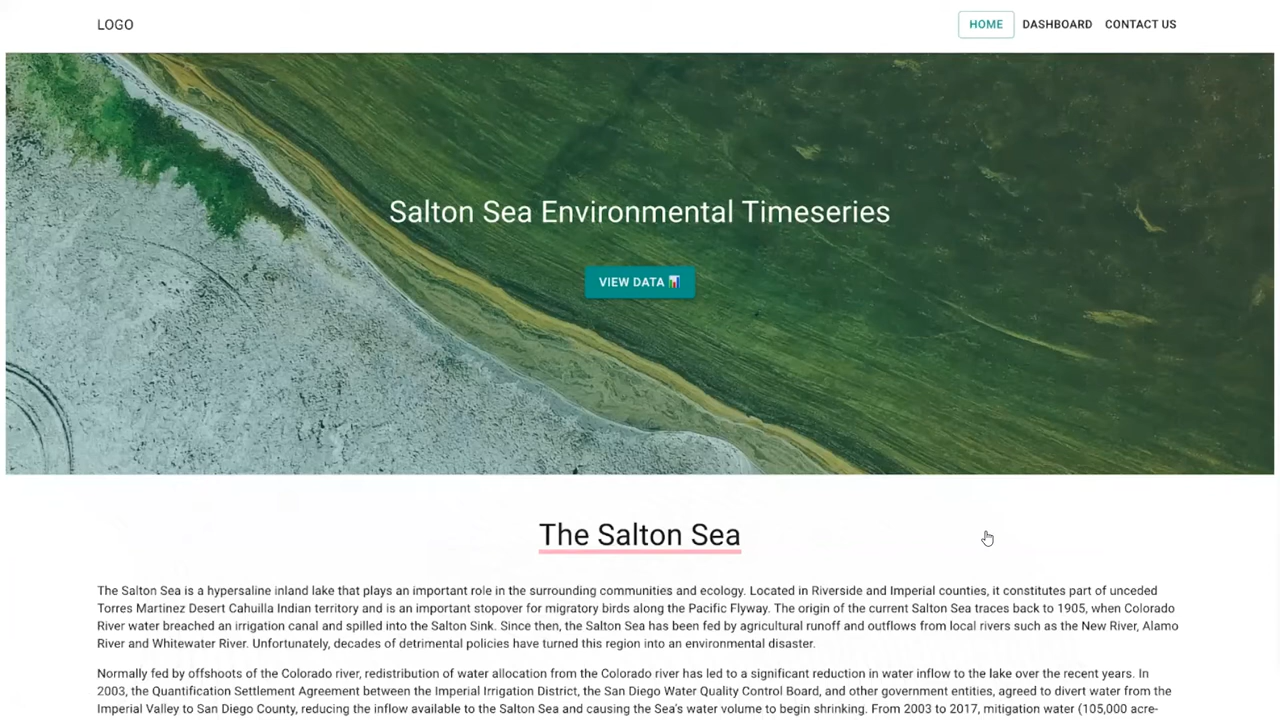 LOGO
HOME DASHBOARD CONTACT US
Salton Sea Environmental Timeseries
VIEW DATA
The Salton Sea
The Salton Sea is a hypersaline inland lake that plays an important role in the surrounding communities and ecology. Located in Riverside and Imperial counties, it constitutes part of unceded
Torres Martinez Desert Cahuilla Indian territory and is an important stopover for migratory birds along the Pacific Flyway. The origin of the current Salton Sea traces back to 1905, when Colorado
River water breached an irrigation canal and spilled into the Salton Sink. Since then, the Salton Sea has been fed by agricultural runoff and outflows from local rivers such as the New River, Alamo
River and Whitewater River. Unfortunately, decades of detrimental policies have turned this region into an environmental disaster.
Normally fed by offshoots of the Colorado river, redistribution of water allocation from the Colorado river has led to a significant reduction in water inflow to the lake over the recent years. In
2003, the Quantification Settlement Agreement between the Imperial Irrigation District, the San Diego Water Quality Control Board, and other government entities, agreed to divert water from the
Imperial Valley to San Diego County, reducing the inflow available to the Salton Sea and causing the Sea's water volume to begin shrinking. From 2003 to 2017, mitigation water (105,000 acre-